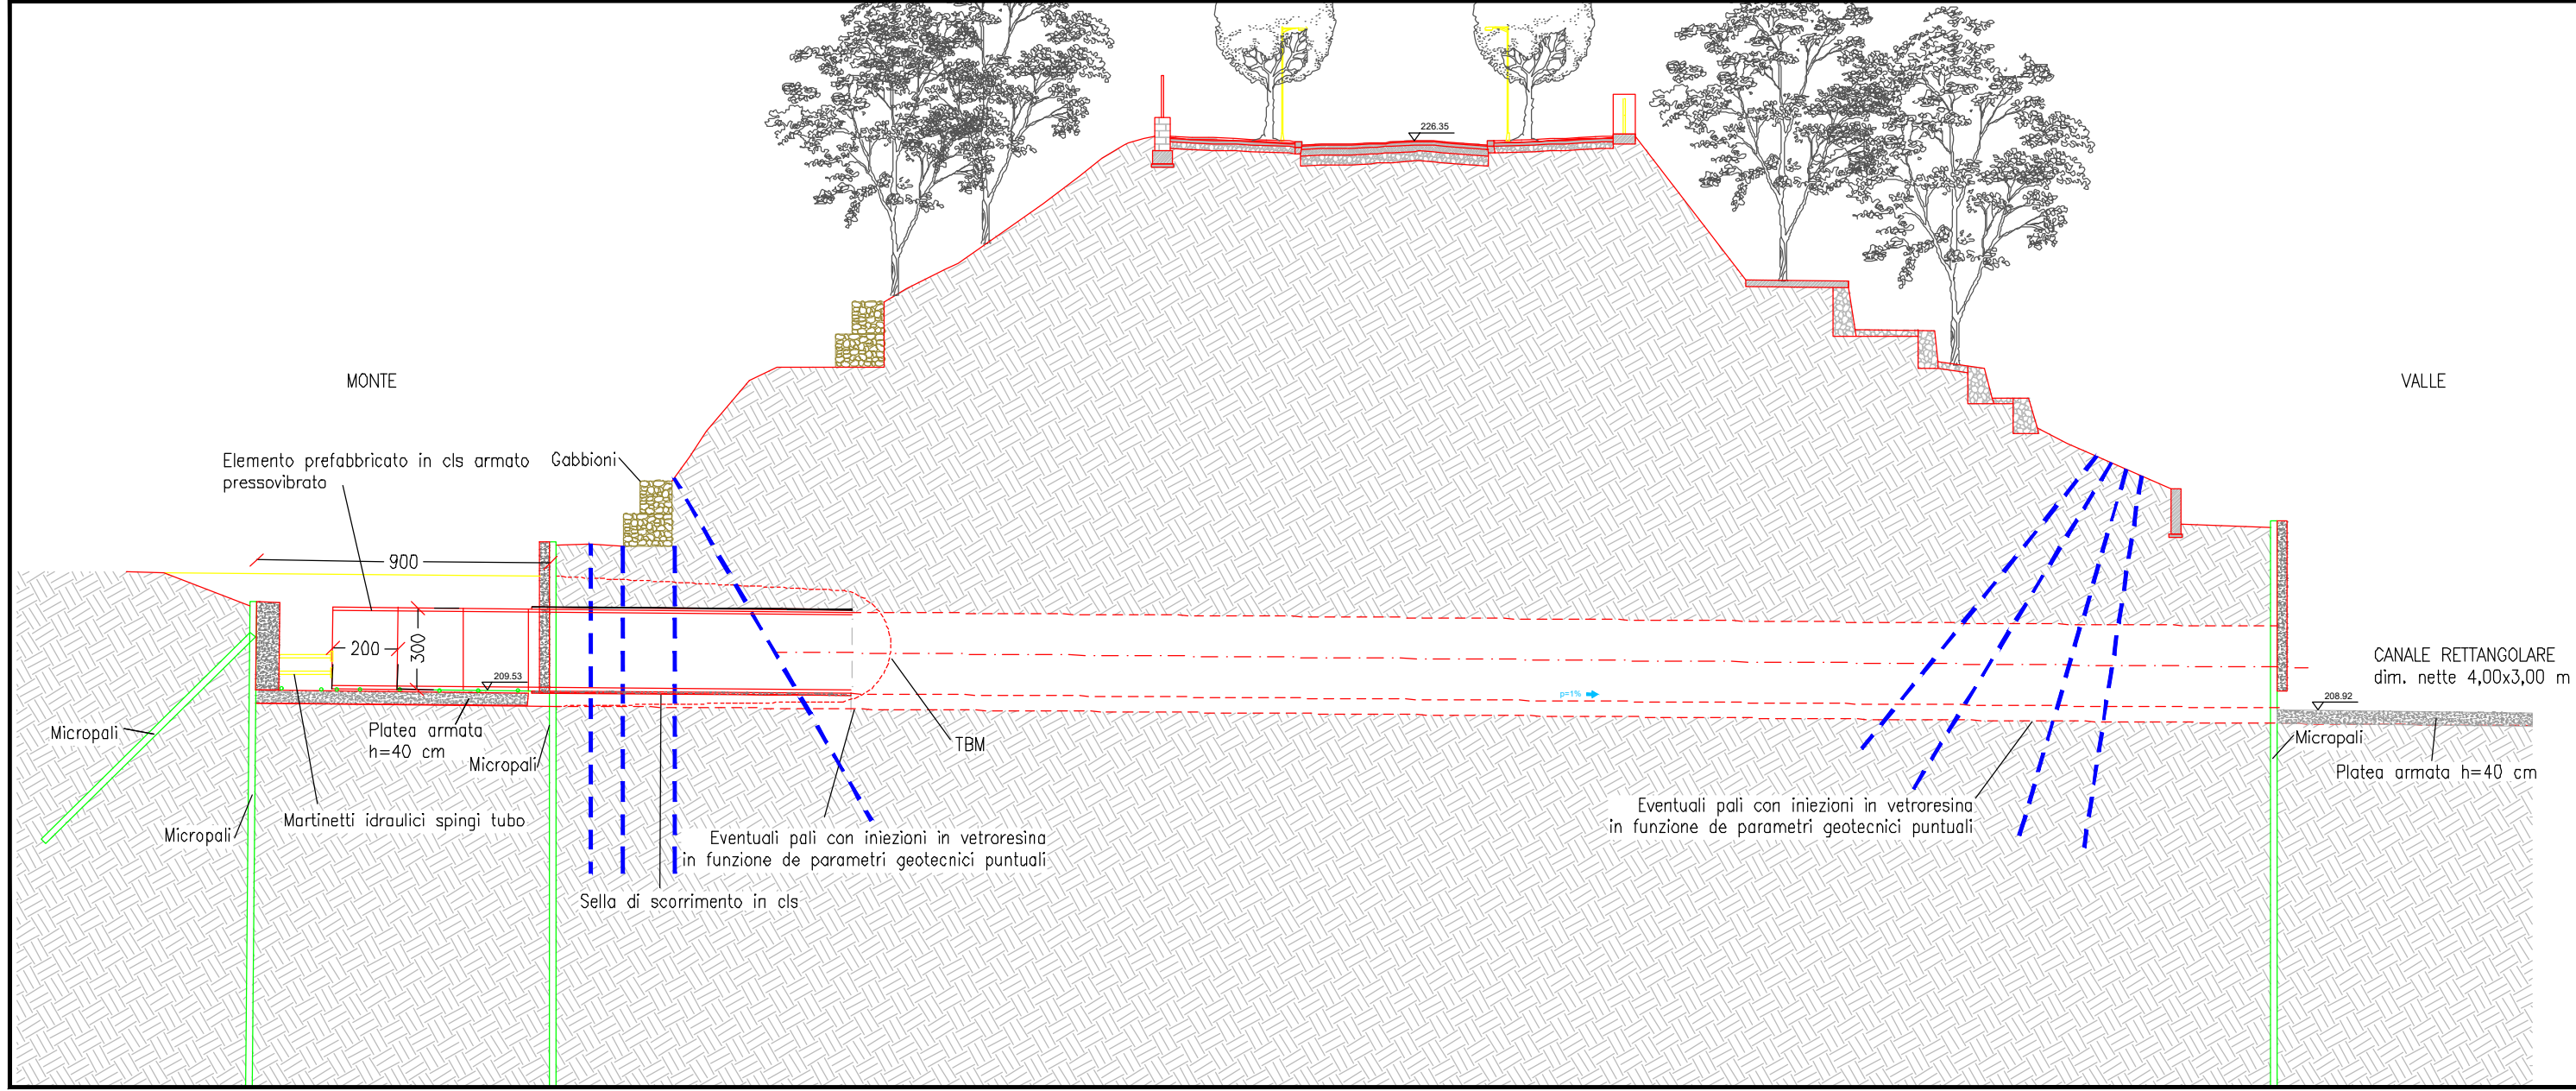 226.35
MONTE
VALLE
Elemento prefabbricato in cls armato
pressovibrato
Gabbioni
900
200
300
209.53
CANALE RETTANGOLARE
dim. nette 4,00x3,00 m
p=1%
208.92
Micropali
Platea armata
h=40 cm
Micropali
TBM
Micropali
Platea armata h=40 cm
Martinetti idraulici spingi tubo
Micropali
Eventuali pali con iniezioni in vetroresina
in funzione de parametri geotecnici puntuali
Eventuali pali con iniezioni in vetroresina
in funzione de parametri geotecnici puntuali
Sella di scorrimento in cls